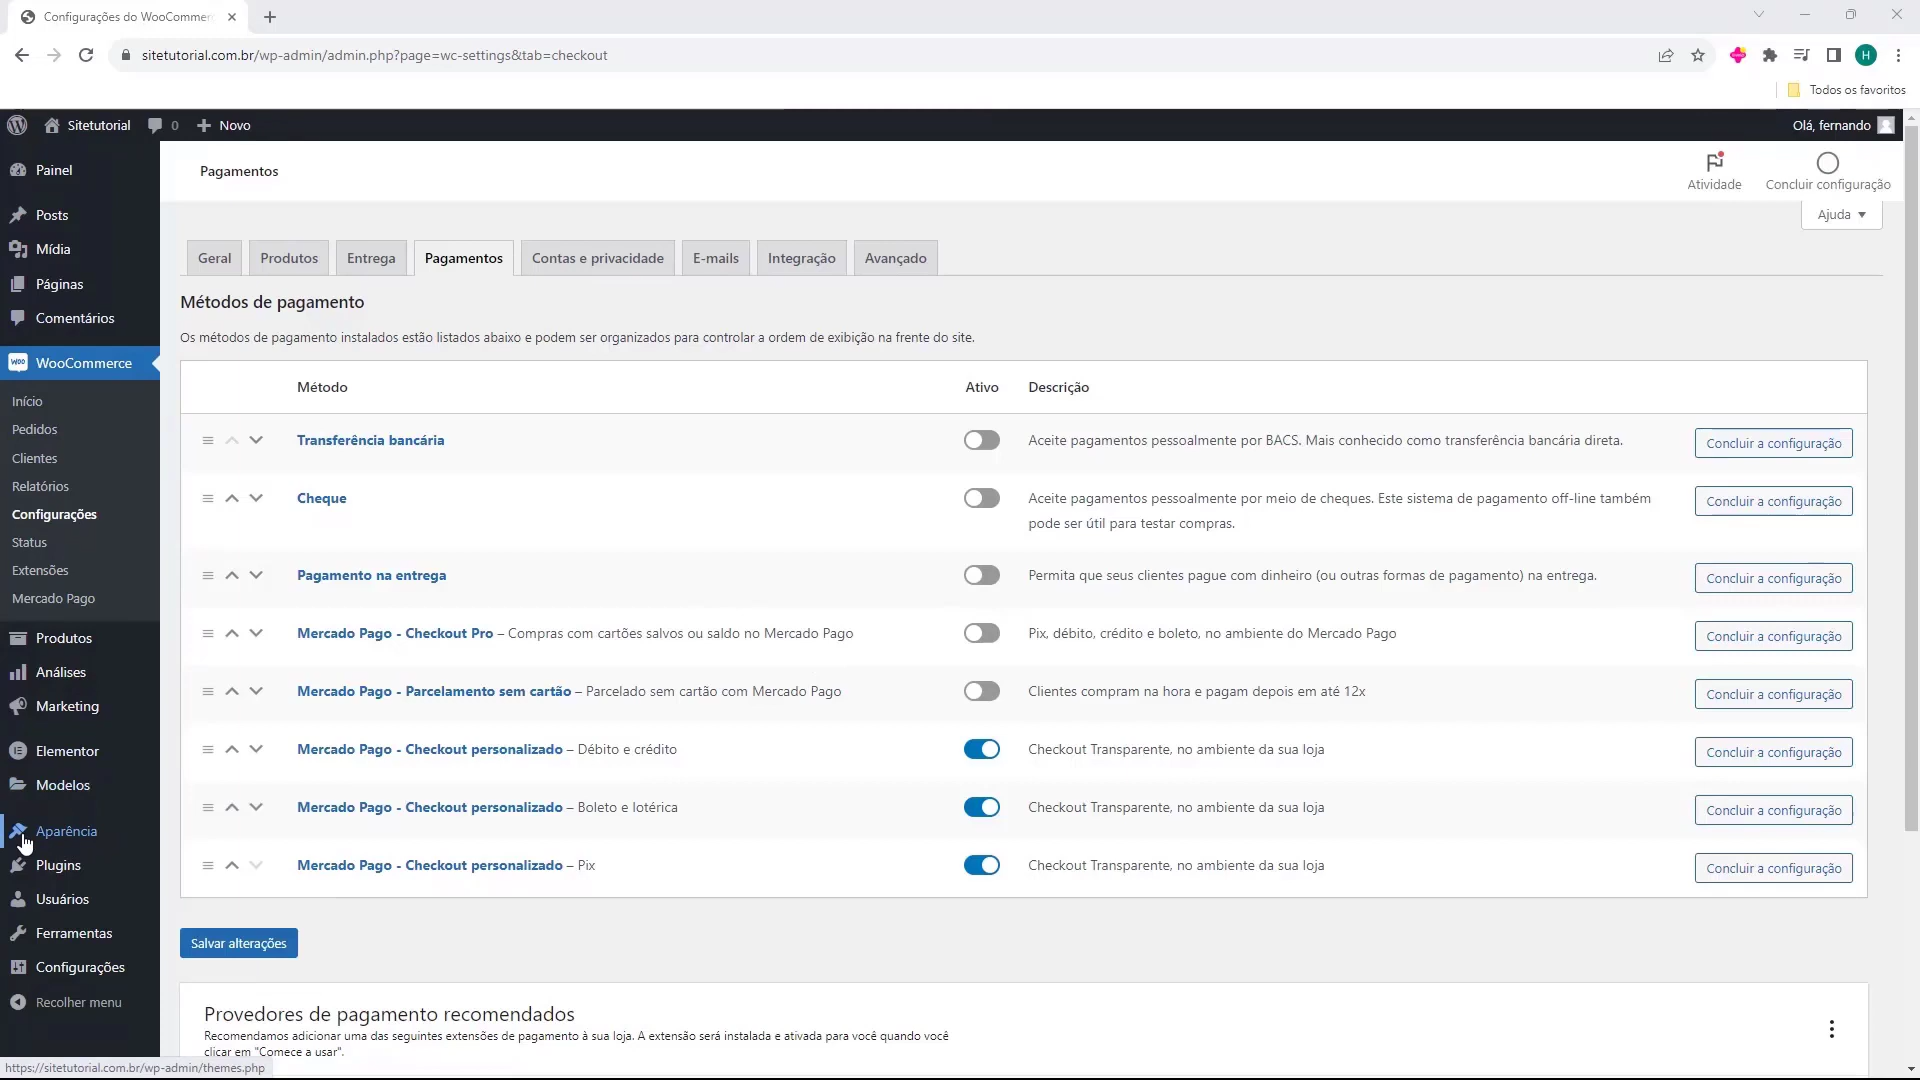 Configurações do WooCommer
sitetutorial.com.br/wp-admin/admin.php?page=wc-settings&tab=checkout
H
Todos os favoritos
Sitetutorial
0
Novo
Olá, fernando
Painel
Posts
Mídia
Páginas
Comentários
WooCommerce
Início
Pedidos
Clientes
Relatórios
Configurações
Status
Extensões
Mercado Pago
Produtos
Análises
Marketing
Elementor
Modelos
Aparência
Plugins
Usuários
Ferramentas
Configurações
Recolher menu
https://sitetutorial.com.br/wp-admin/themes.php
Pagamentos
Atividade
Concluir configuração
Ajuda
Geral
Produtos
Entrega
Pagamentos
Contas e privacidade
E-mails
Integração
Avançado
Métodos de pagamento
Os métodos de pagamento instalados estão listados abaixo e podem ser organizados para controlar a ordem de exibição na frente do site.
Método Ativo Descrição
Transferência bancária Aceite pagamentos pessoalmente por BACS. Mais conhecido como transferência bancária direta. Concluir a configuração
Cheque Aceite pagamentos pessoalmente por meio de cheques. Este sistema de pagamento off-line também Concluir a configuração
pode ser útil para testar compras.
Pagamento na entrega Permita que seus clientes pague com dinheiro (ou outras formas de pagamento) na entrega. Concluir a configuração
Mercado Pago - Checkout Pro – Compras com cartões salvos ou saldo no Mercado Pago Pix, débito, crédito e boleto, no ambiente do Mercado Pago Concluir a configuração
Mercado Pago - Parcelamento sem cartão – Parcelado sem cartão com Mercado Pago Clientes compram na hora e pagam depois em até 12x Concluir a configuração
Mercado Pago - Checkout personalizado – Débito e crédito Checkout Transparente, no ambiente da sua loja Concluir a configuração
Mercado Pago - Checkout personalizado – Boleto e lotérica Checkout Transparente, no ambiente da sua loja Concluir a configuração
Mercado Pago - Checkout personalizado – Pix Checkout Transparente, no ambiente da sua loja Concluir a configuração
Salvar alterações
Provedores de pagamento recomendados
Recomendamos adicionar uma das seguintes extensões de pagamento à sua loja. A extensão será instalada e ativada para você quando você
clicar em "Comece a usar".